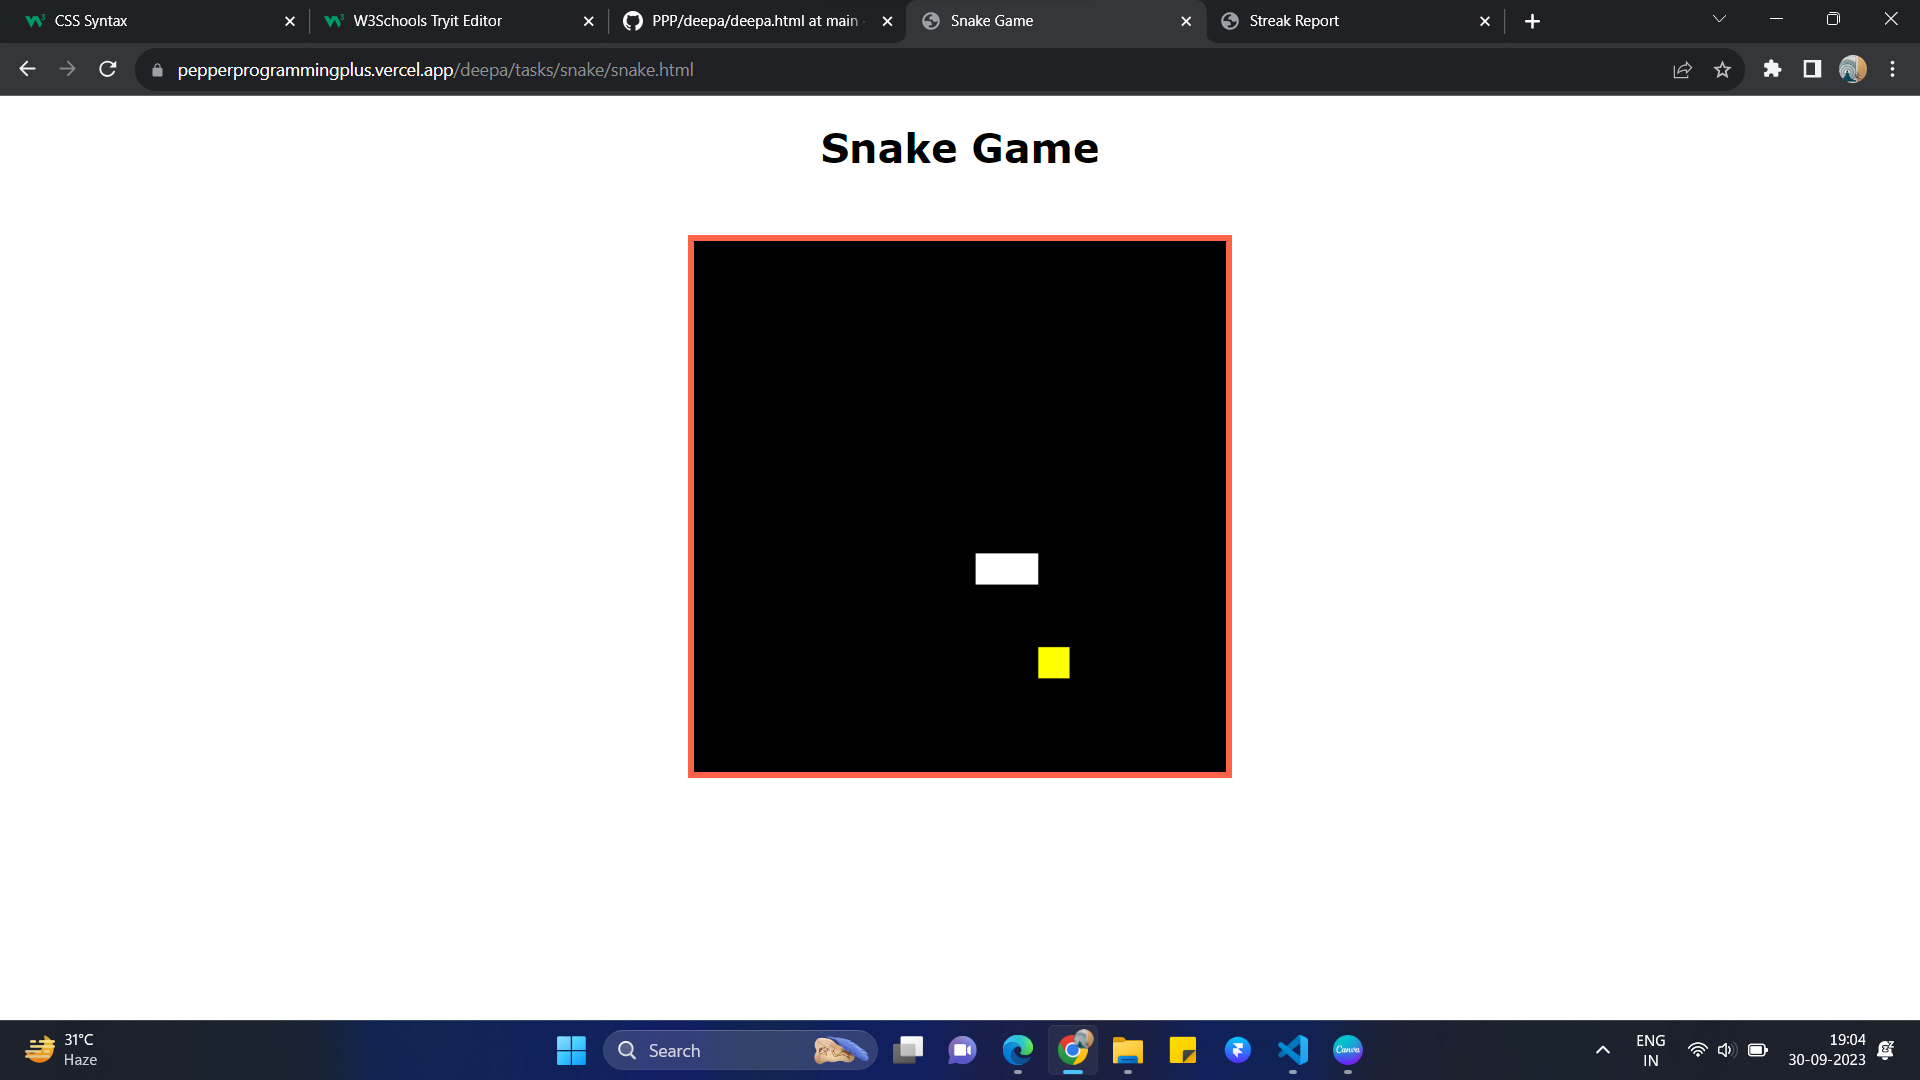 CSS Syntax
W3Schools Tryit Editor
PPP/deepa/deepa.html at main
Snake Game
Streak Report
pepperprogrammingplus.vercel.app/deepa/tasks/snake/snake.html
Snake Game
31°C
Haze
Search
Canva
ENG
IN
19:04
30-09-2023